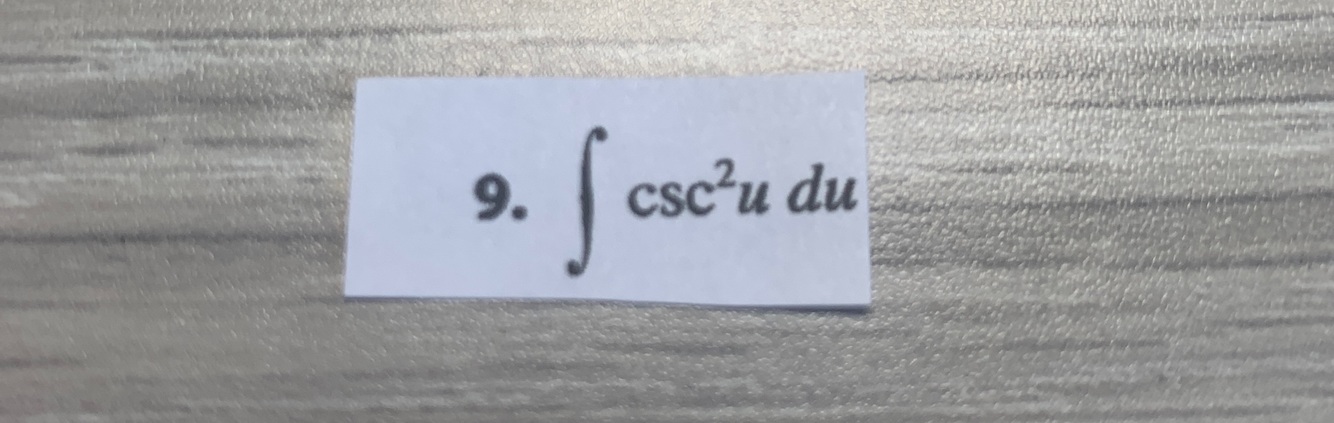 9. ∫ csc²u du